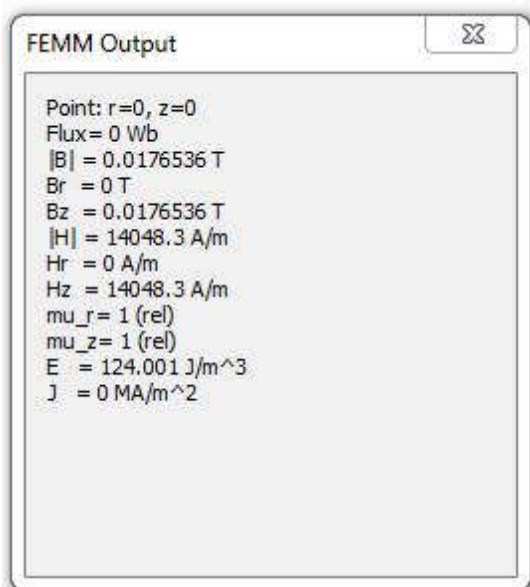 FEMM Output
Point: r=0, z=0
Flux= 0 Wb
|B| = 0.0176536 T
Br = 0 T
Bz = 0.0176536 T
|H| = 14048.3 A/m
Hr = 0 A/m
Hz = 14048.3 A/m
mu_r= 1 (rel)
mu_z= 1 (rel)
E = 124.001 J/m^3
J = 0 MA/m^2